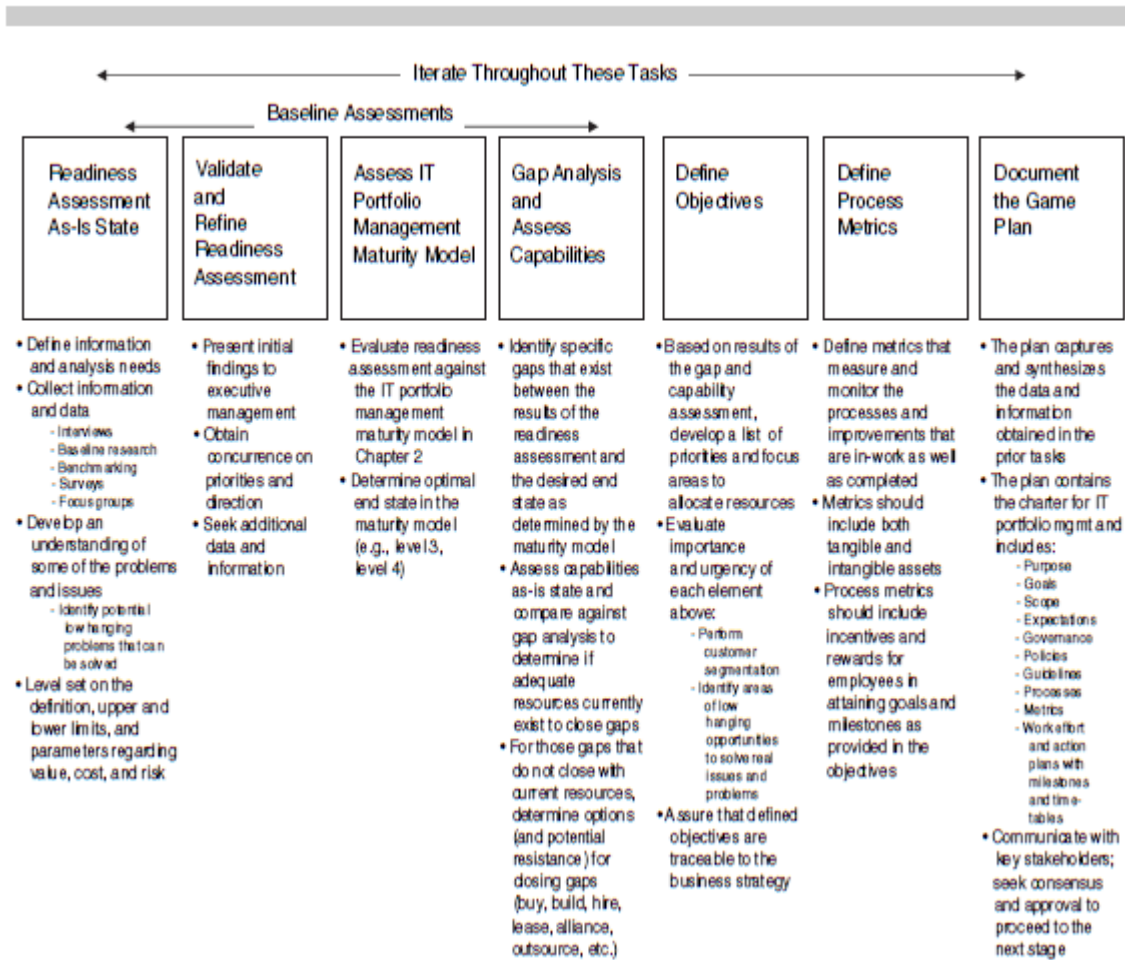 Iterate Throughout These Tasks
Baseline Assessments
Readiness
Assessment
As-Is State
Validate
and
Refine
Readiness
Assessment
Assess IT
Portfolio
Management
Maturity Model
Gap Analysis
and
Assess
Capabilities
Define
Objectives
Define
Process
Metrics
Document
the Game
Plan
• Define information
and analysis needs
• Collect information
and data
- Interviews
- Baseline research
- Benchmarking
- Surveys
- Focus groups
• Develop an
understanding of
some of the problems
and issues
- Identify potential
low hanging
problems that can
be solved
• Level set on the
definition, upper and
lower limits, and
parameters regarding
value, cost, and risk
• Present initial
findings to
executive
management
• Obtain
concurrence on
priorities and
direction
• Seek additional
data and
information
• Evaluate readiness
assessment against
the IT portfolio
management
maturity model in
Chapter 2
• Determine optimal
end state in the
maturity model
(e.g., level 3,
level 4)
• Identify specific
gaps that exist
between the
results of the
readiness
assessment and
the desired end
state as
determined by the
maturity model
• Assess capabilities
as-is state and
compare against
gap analysis to
determine if
adequate
resources currently
exist to close gaps
• For those gaps that
do not close with
current resources,
determine options
(and potential
resistance) for
closing gaps
(buy, build, hire,
lease, alliance,
outsource, etc.)
• Based on results of
the gap and
capability
assessment,
develop a list of
priorities and focus
areas to
allocate resources
• Evaluate
importance
and urgency of
each element
above:
- Perform
customer
segmentation
- Identify areas
of low
hanging
opportunities
to solve real
issues and
problems
• Assure that defined
objectives are
traceable to the
business strategy
• Define metrics that
measure and
monitor the
processes and
improvements that
are in-work as well
as completed
• Metrics should
include both
tangible and
intangible assets
• Process metrics
should include
incentives and
rewards for
employees in
attaining goals and
milestones as
provided in the
objectives
• The plan captures
and synthesizes
the data and
information
obtained in the
prior tasks
• The plan contains
the charter for IT
portfolio mgmt and
includes:
- Purpose
- Goals
- Scope
- Expectations
- Governance
- Policies
- Guidelines
- Processes
- Metrics
- Work effort
and action
plans with
milestones
and time-
tables
• Communicate with
key stakeholders;
seek consensus
and approval to
proceed to the
next stage